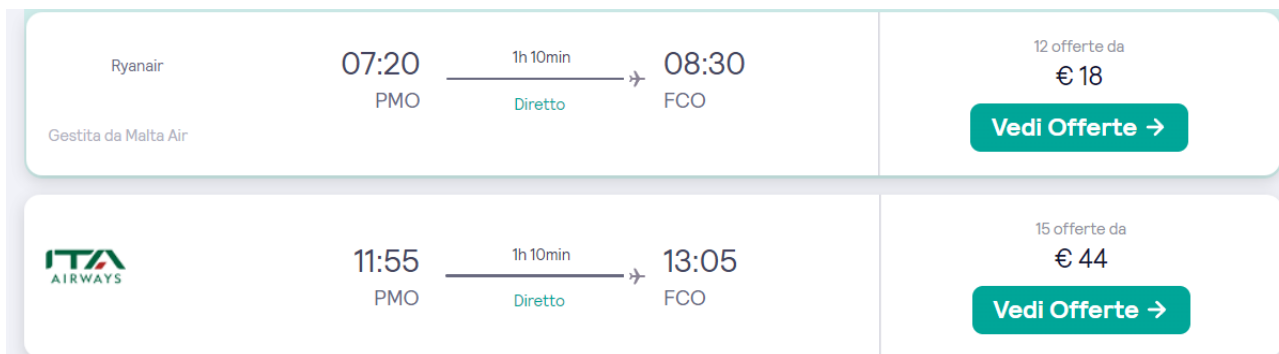 Ryanair
Gestita da Malta Air
07:20
PMO
1h 10min
Diretto
08:30
FCO
12 offerte da
€ 18
Vedi Offerte →
ITA
AIRWAYS
11:55
PMO
1h 10min
Diretto
13:05
FCO
15 offerte da
€ 44
Vedi Offerte →